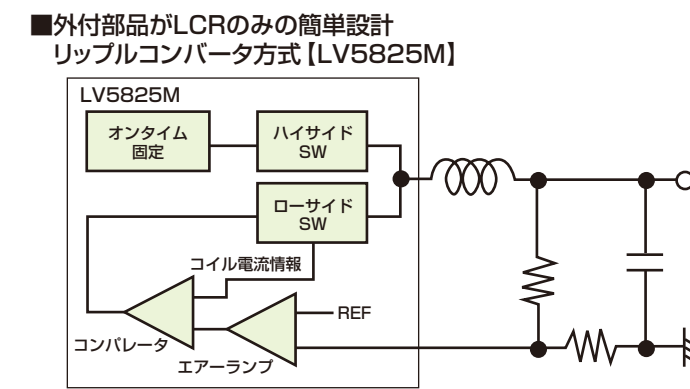 ■外付部品がLCRのみの簡単設計
リップルコンバータ方式【LV5825M】
LV5825M
オンタイム
固定
ハイサイド
SW
ローサイド
SW
コイル電流情報
REF
コンパレータ
エアーランプ